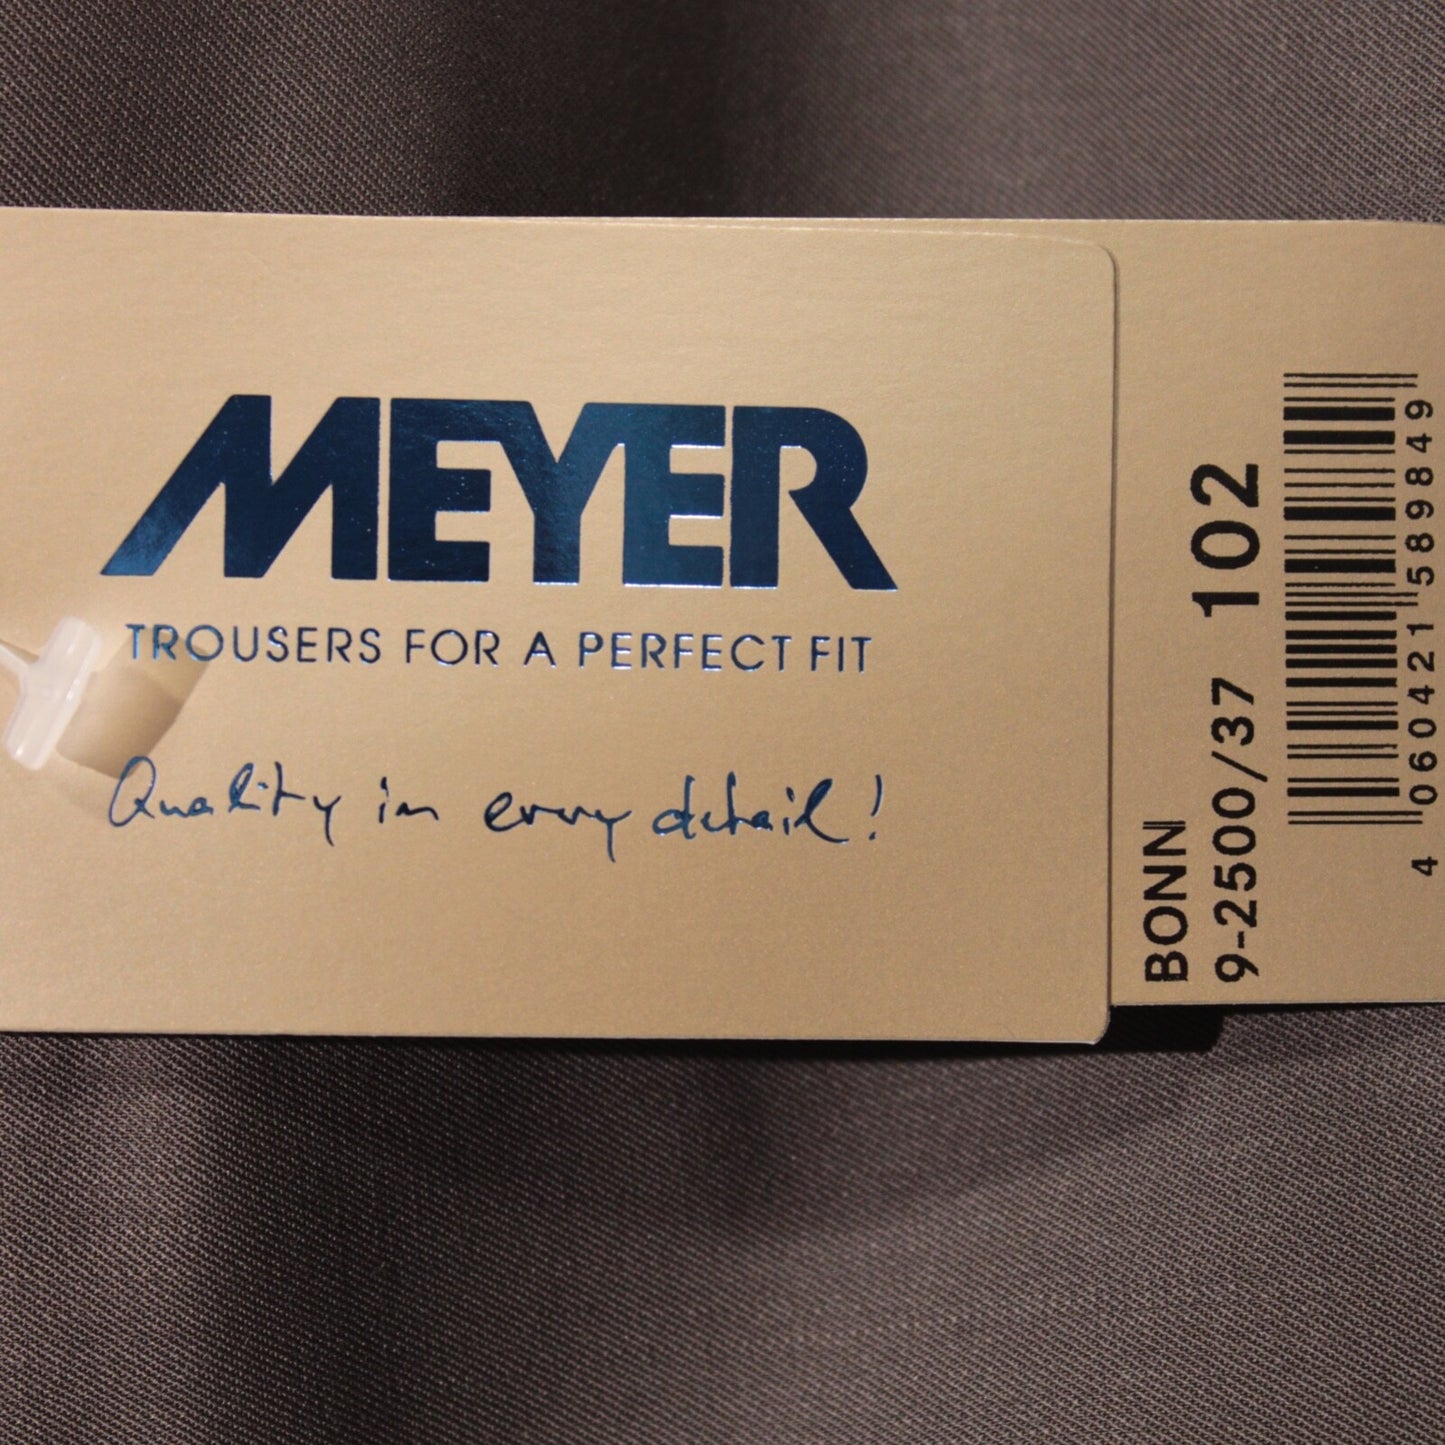 MEYER
TROUSERS FOR A PERFECT FIT
Quality in every detail!
BONN
9-2500/37 102
4 060421 589849